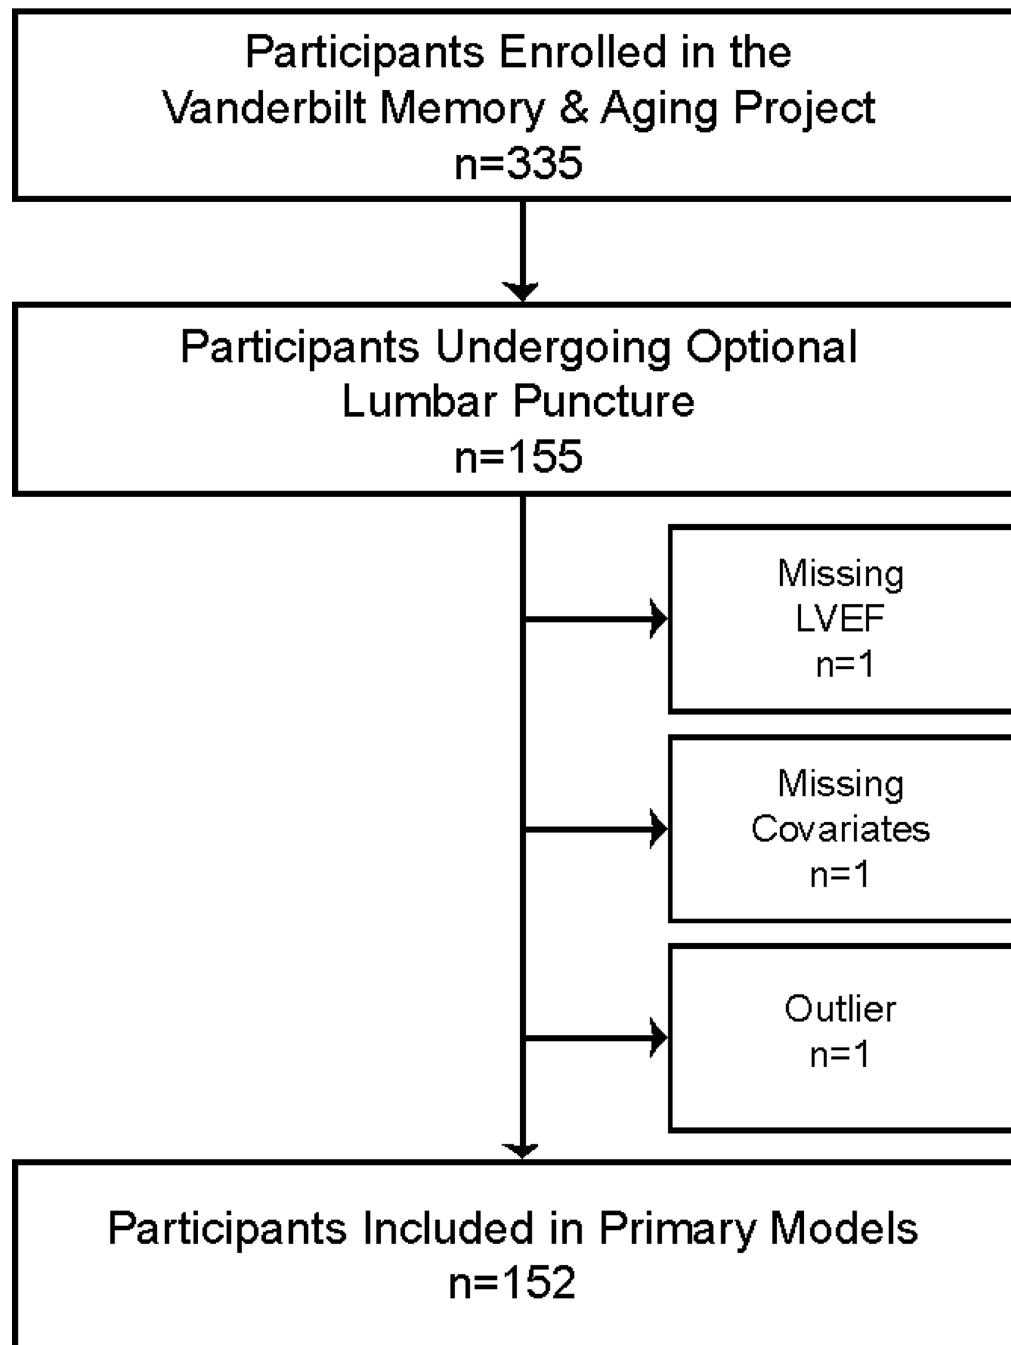 Participants Enrolled in the
Vanderbilt Memory & Aging Project
n=335
Participants Undergoing Optional
Lumbar Puncture
n=155
Missing
LVEF
n=1
Missing
Covariates
n=1
Outlier
n=1
Participants Included in Primary Models
n=152